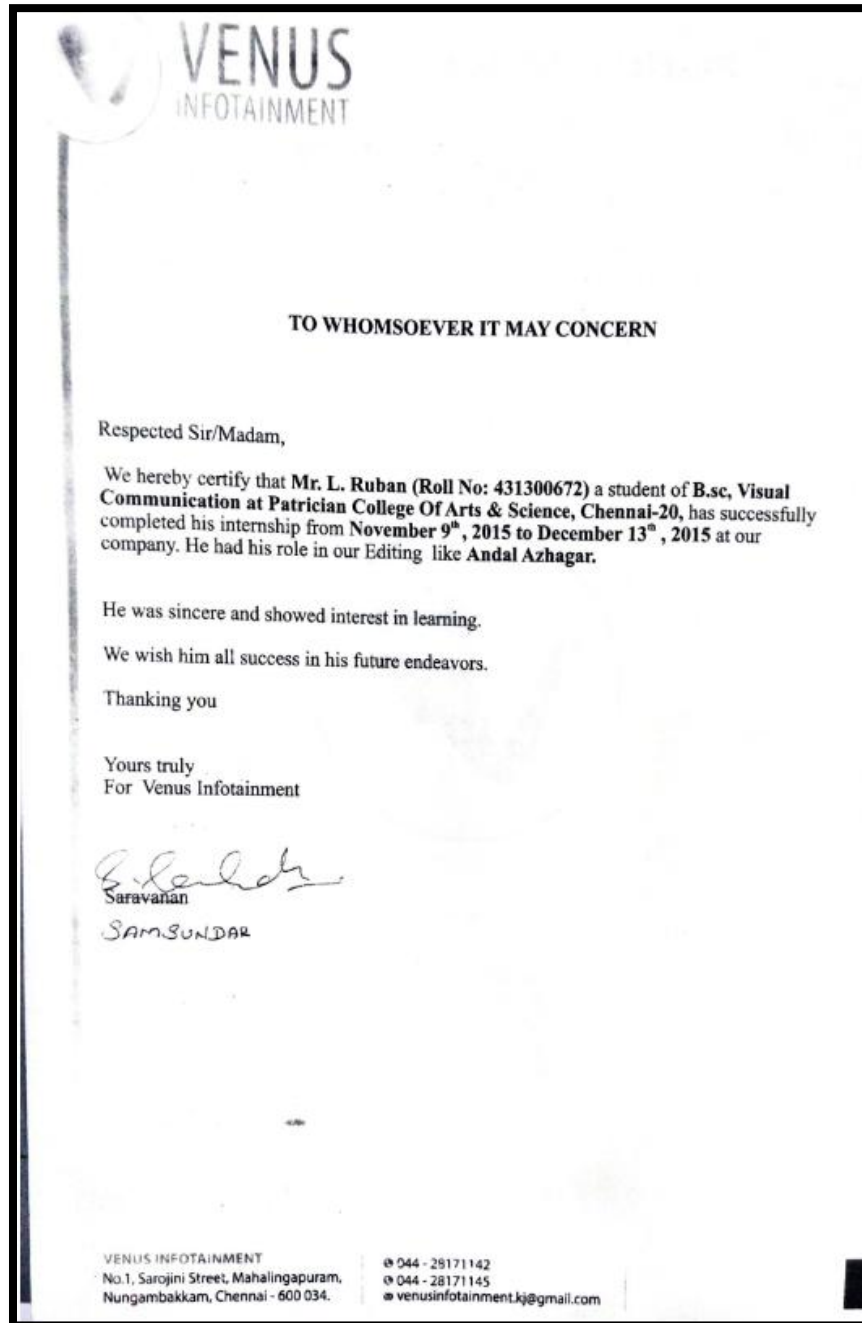 VENUS
INFOTAINMENT
TO WHOMSOEVER IT MAY CONCERN
Respected Sir/Madam,
We hereby certify that Mr. L. Ruban (Roll No: 431300672) a student of B.sc, Visual
Communication at Patrician College Of Arts & Science, Chennai-20, has successfully
completed his internship from November 9th, 2015 to December 13th , 2015 at our
company. He had his role in our Editing like Andal Azhagar.
He was sincere and showed interest in learning.
We wish him all success in his future endeavors.
Thanking you
Yours truly
For Venus Infotainment
Saravanan
SAMSUNDAR
VENUS INFOTAINMENT
No.1, Sarojini Street, Mahalingapuram,
Nungambakkam, Chennai - 600 034.
044 - 28171142
044 - 28171145
venusinfotainment.kj@gmail.com